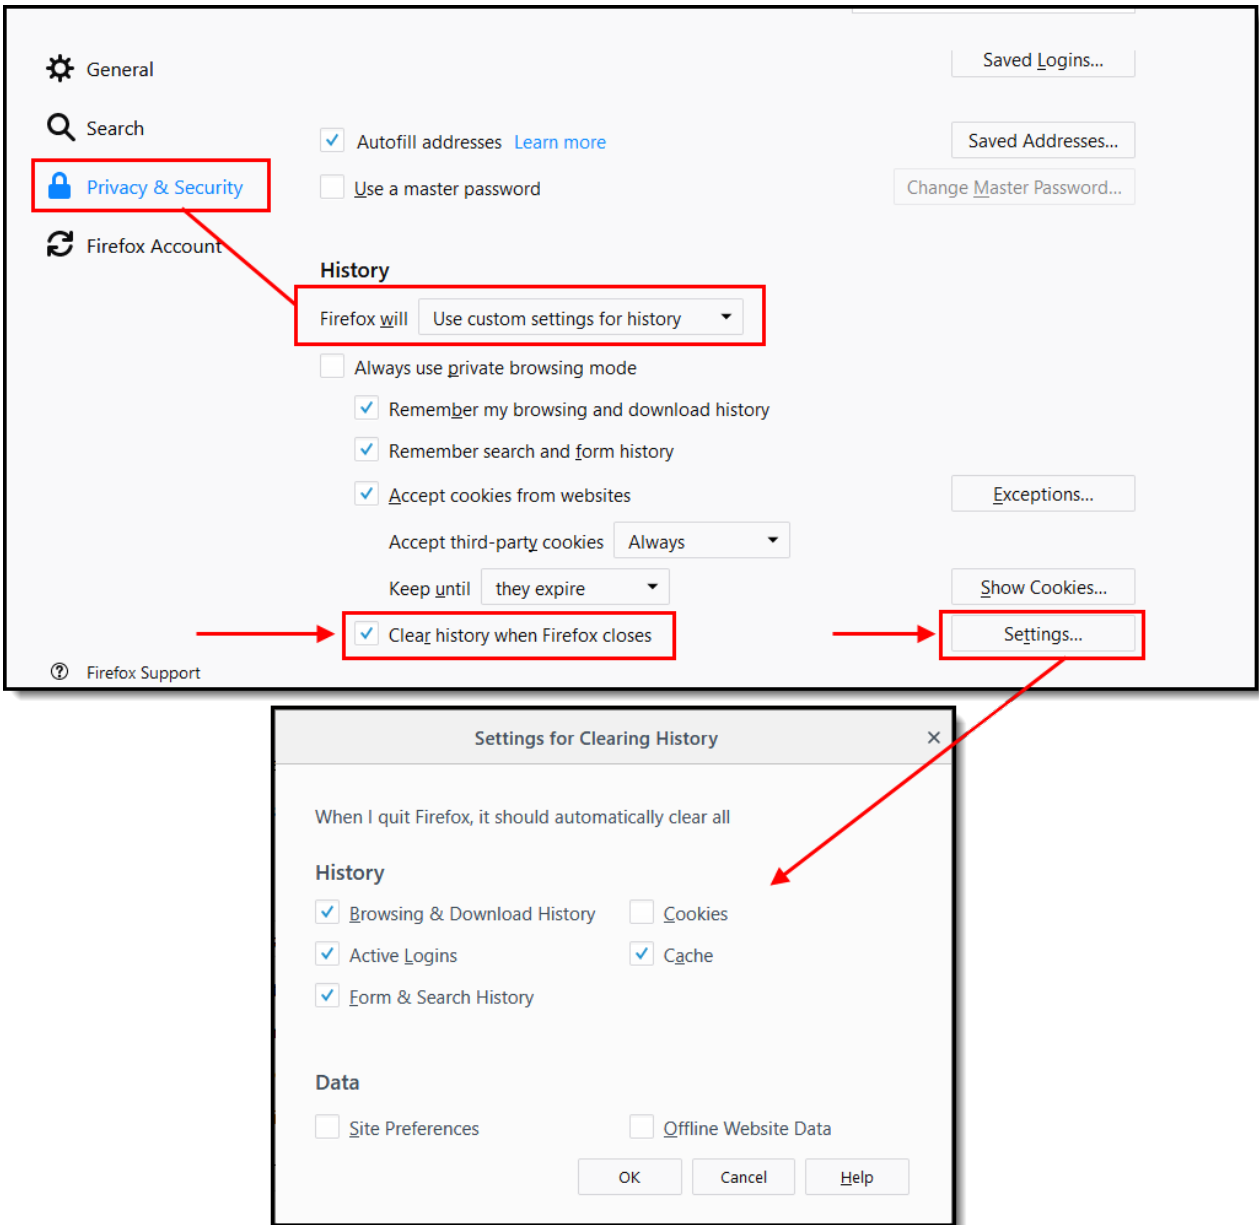 General
Saved Logins...
Search
Autofill addresses Learn more
Saved Addresses...
Privacy & Security
Use a master password
Change Master Password...
Firefox Account
History
Firefox will Use custom settings for history
Always use private browsing mode
Remember my browsing and download history
Remember search and form history
Accept cookies from websites
Exceptions...
Accept third-party cookies Always
Keep until they expire
Show Cookies...
Clear history when Firefox closes
Settings...
Firefox Support
Settings for Clearing History
When I quit Firefox, it should automatically clear all
History
Browsing & Download History
Cookies
Active Logins
Cache
Form & Search History
Data
Site Preferences
Offline Website Data
OK
Cancel
Help